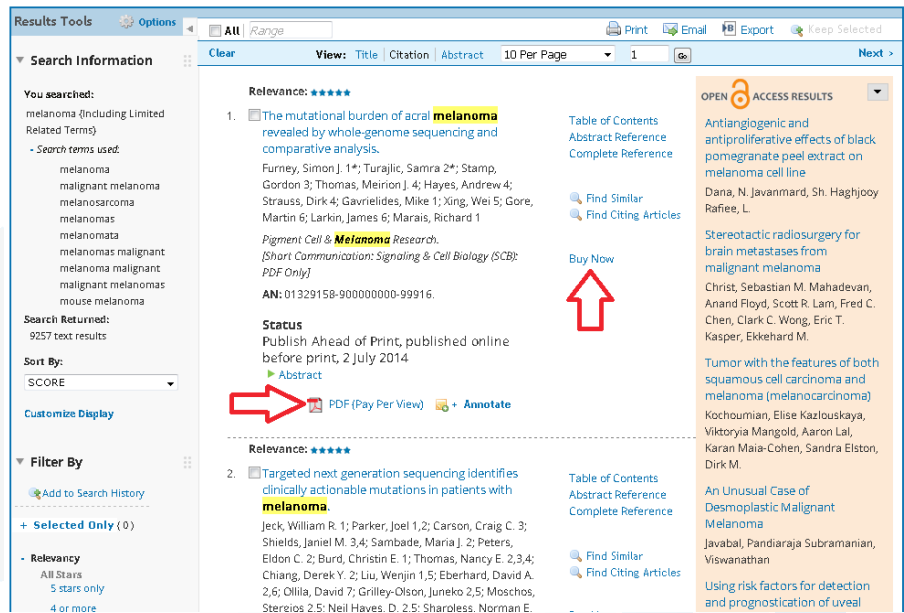 Results Tools
Options
All
Range
Print
Email
Export
Keep Selected
Clear
View: Title | Citation | Abstract
10 Per Page
1
Go
Next >
Search Information
You searched:
melanoma {Including Limited
Related Terms}
- Search terms used:
melanoma
malignant melanoma
melanosarcoma
melanomas
melanomata
melanomas malignant
melanoma malignant
malignant melanomas
mouse melanoma
Search Returned:
9257 text results
Sort By:
SCORE
Customize Display
Filter By
Add to Search History
+ Selected Only (0)
- Relevancy
All Stars
5 stars only
4 or more
Relevance: ★★★★★
1. The mutational burden of acral melanoma
revealed by whole-genome sequencing and
comparative analysis.
Furney, Simon J. 1*; Turajlic, Samra 2*; Stamp,
Gordon 3; Thomas, Meirion J. 4; Hayes, Andrew 4;
Strauss, Dirk 4; Gavrielides, Mike 1; Xing, Wei 5; Gore,
Martin 6; Larkin, James 6; Marais, Richard 1
Pigment Cell & Melanoma Research.
[Short Communication: Signaling & Cell Biology (SCB):
PDF Only]
AN: 01329158-900000000-99916.
Status
Publish Ahead of Print, published online
before print, 2 July 2014
Abstract
PDF (Pay Per View)
+ Annotate
Table of Contents
Abstract Reference
Complete Reference
Find Similar
Find Citing Articles
Buy Now
Relevance: ★★★★★
2. Targeted next generation sequencing identifies
clinically actionable mutations in patients with
melanoma.
Jeck, William R. 1; Parker, Joel 1,2; Carson, Craig C. 3;
Shields, Janiel M. 3,4; Sambade, Maria J. 2; Peters,
Eldon C. 2; Burd, Christin E. 1; Thomas, Nancy E. 2,3,4;
Chiang, Derek Y. 2; Liu, Wenjin 1,5; Eberhard, David A.
2,6; Ollila, David 7; Grilley-Olson, Juneko 2,5; Moschos,
Stergios 2,5; Neil Hayes, D. 2,5; Sharpless, Norman E.
Table of Contents
Abstract Reference
Complete Reference
Find Similar
Find Citing Articles
OPEN ACCESS RESULTS
Antiangiogenic and
antiproliferative effects of black
pomegranate peel extract on
melanoma cell line
Dana, N. Javanmard, Sh. Haghjooy
Rafiee, L.
Stereotactic radiosurgery for
brain metastases from
malignant melanoma
Christ, Sebastian M. Mahadevan,
Anand Floyd, Scott R. Lam, Fred C.
Chen, Clark C. Wong, Eric T.
Kasper, Ekkehard M.
Tumor with the features of both
squamous cell carcinoma and
melanoma (melanocarcinoma)
Kochoumian, Elise Kazlouskaya,
Viktoryia Mangold, Aaron Lal,
Karan Maia-Cohen, Sandra Elston,
Dirk M.
An Unusual Case of
Desmoplastic Malignant
Melanoma
Javabal, Pandiaraja Subramanian,
Viswanathan
Using risk factors for detection
and prognostication of uveal